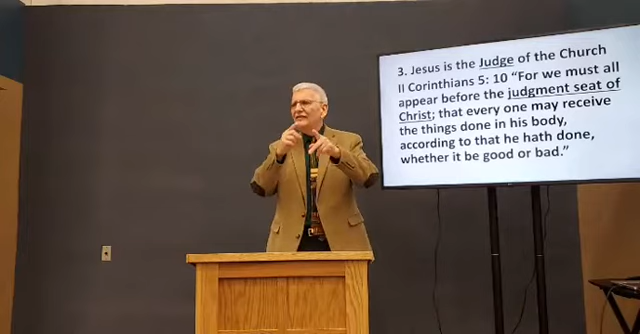 3. Jesus is the Judge of the Church
II Corinthians 5: 10 “For we must all
appear before the judgment seat of
Christ; that every one may receive
the things done in his body,
according to that he hath done,
whether it be good or bad.”